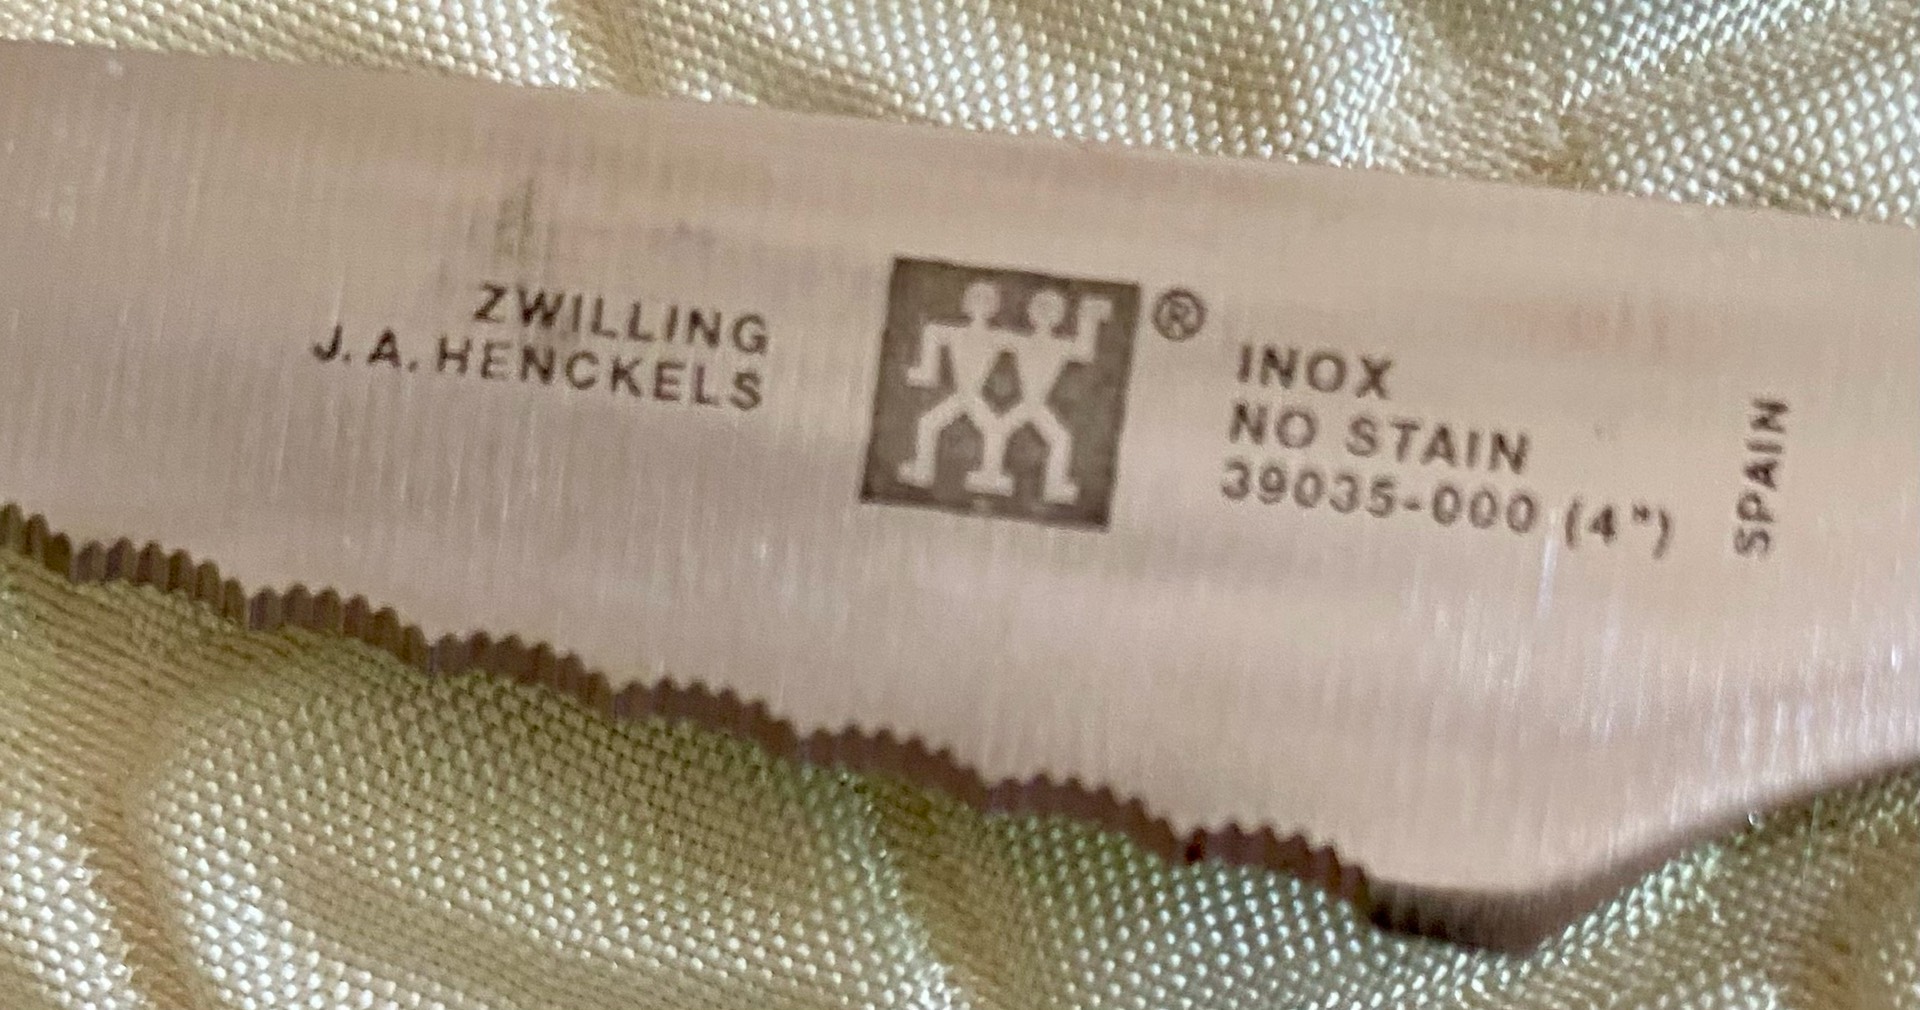 ZWILLING
J. A. HENCKELS
®
INOX
NO STAIN
39035-000 (4")
SPAIN